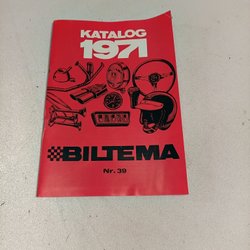 KATALOG
1971
BILTEMA
Nr. 39